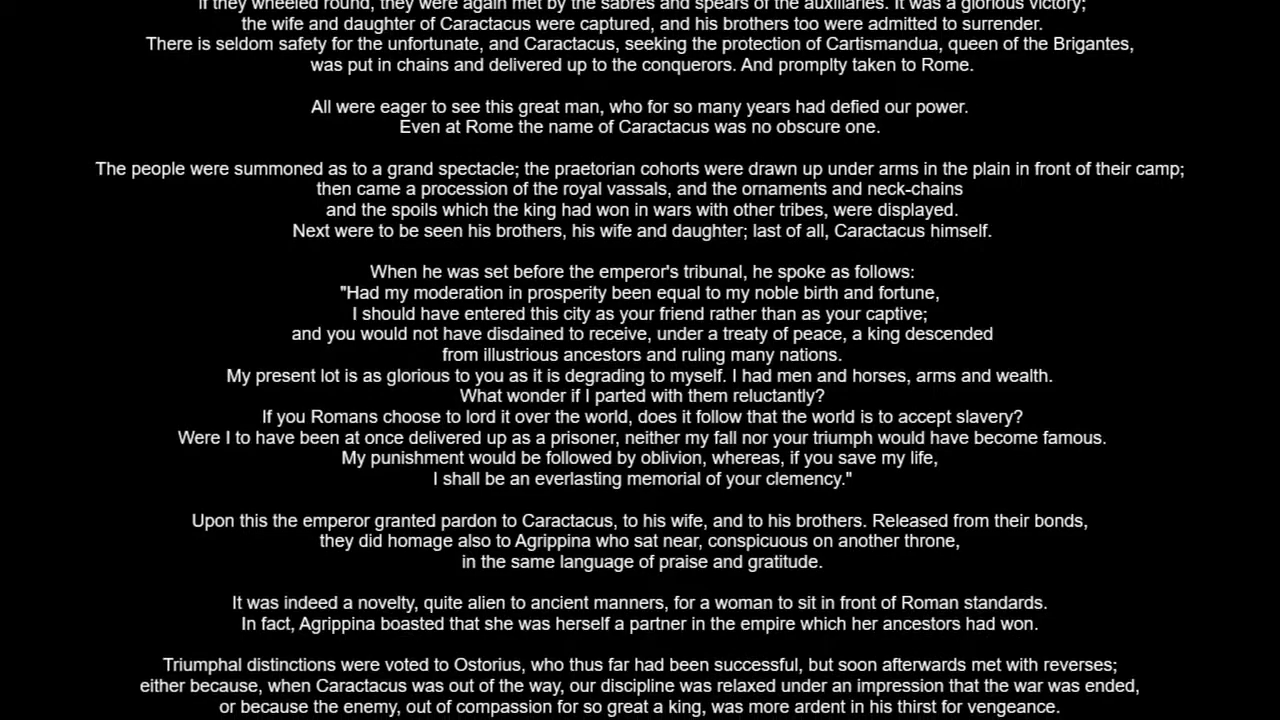 If they wheeled round, they were again met by the sabres and spears of the auxiliaries. It was a glorious victory;
the wife and daughter of Caractacus were captured, and his brothers too were admitted to surrender.
There is seldom safety for the unfortunate, and Caractacus, seeking the protection of Cartismandua, queen of the Brigantes,
was put in chains and delivered up to the conquerors. And promplty taken to Rome.
All were eager to see this great man, who for so many years had defied our power.
Even at Rome the name of Caractacus was no obscure one.
The people were summoned as to a grand spectacle; the praetorian cohorts were drawn up under arms in the plain in front of their camp;
then came a procession of the royal vassals, and the ornaments and neck-chains
and the spoils which the king had won in wars with other tribes, were displayed.
Next were to be seen his brothers, his wife and daughter; last of all, Caractacus himself.
When he was set before the emperor's tribunal, he spoke as follows:
"Had my moderation in prosperity been equal to my noble birth and fortune,
I should have entered this city as your friend rather than as your captive;
and you would not have disdained to receive, under a treaty of peace, a king descended
from illustrious ancestors and ruling many nations.
My present lot is as glorious to you as it is degrading to myself. I had men and horses, arms and wealth.
What wonder if I parted with them reluctantly?
If you Romans choose to lord it over the world, does it follow that the world is to accept slavery?
Were I to have been at once delivered up as a prisoner, neither my fall nor your triumph would have become famous.
My punishment would be followed by oblivion, whereas, if you save my life,
I shall be an everlasting memorial of your clemency."
Upon this the emperor granted pardon to Caractacus, to his wife, and to his brothers. Released from their bonds,
they did homage also to Agrippina who sat near, conspicuous on another throne,
in the same language of praise and gratitude.
It was indeed a novelty, quite alien to ancient manners, for a woman to sit in front of Roman standards.
In fact, Agrippina boasted that she was herself a partner in the empire which her ancestors had won.
Triumphal distinctions were voted to Ostorius, who thus far had been successful, but soon afterwards met with reverses;
either because, when Caractacus was out of the way, our discipline was relaxed under an impression that the war was ended,
or because the enemy, out of compassion for so great a king, was more ardent in his thirst for vengeance.